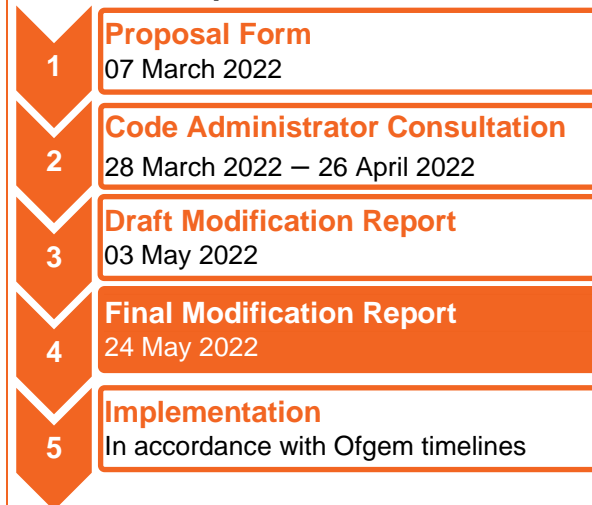 1
Proposal Form
07 March 2022
2
Code Administrator Consultation
28 March 2022 – 26 April 2022
3
Draft Modification Report
03 May 2022
4
Final Modification Report
24 May 2022
5
Implementation
In accordance with Ofgem timelines